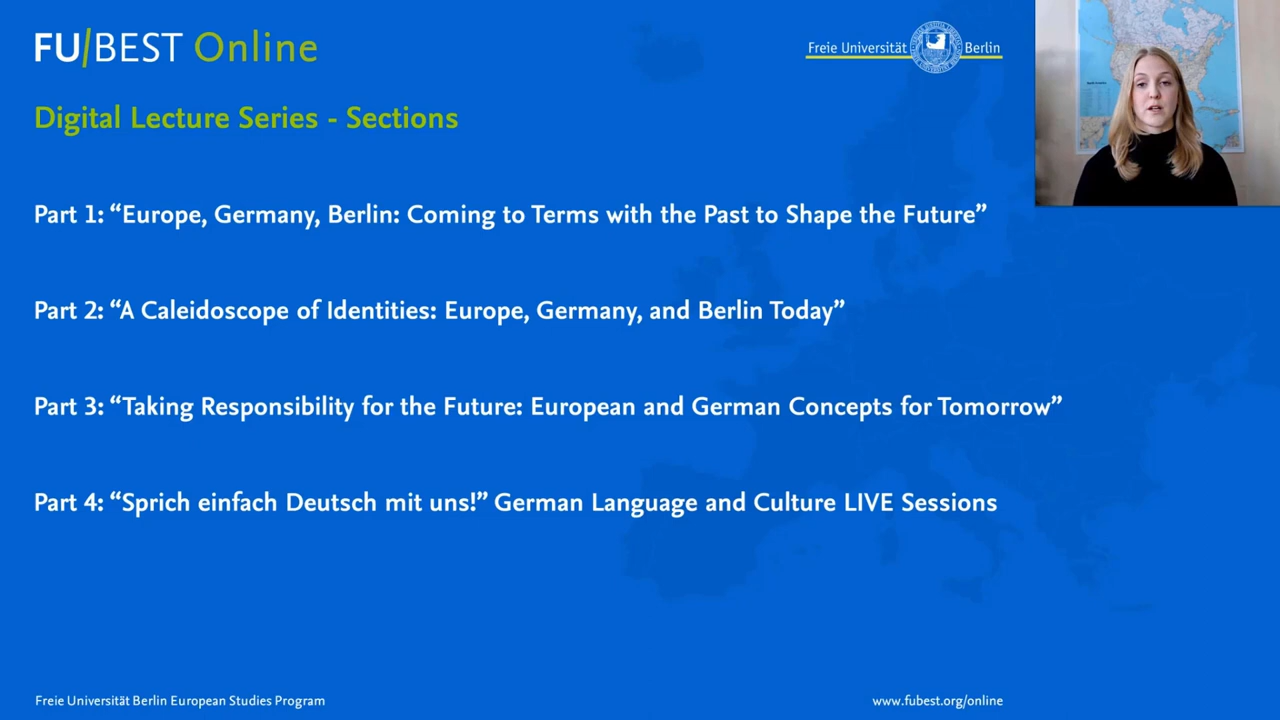 FU/BEST Online
Freie Universität Berlin
Digital Lecture Series - Sections
Part 1: “Europe, Germany, Berlin: Coming to Terms with the Past to Shape the Future”
Part 2: “A Caleidoscope of Identities: Europe, Germany, and Berlin Today”
Part 3: “Taking Responsibility for the Future: European and German Concepts for Tomorrow”
Part 4: “Sprich einfach Deutsch mit uns!” German Language and Culture LIVE Sessions
Freie Universität Berlin European Studies Program
www.fubest.org/online